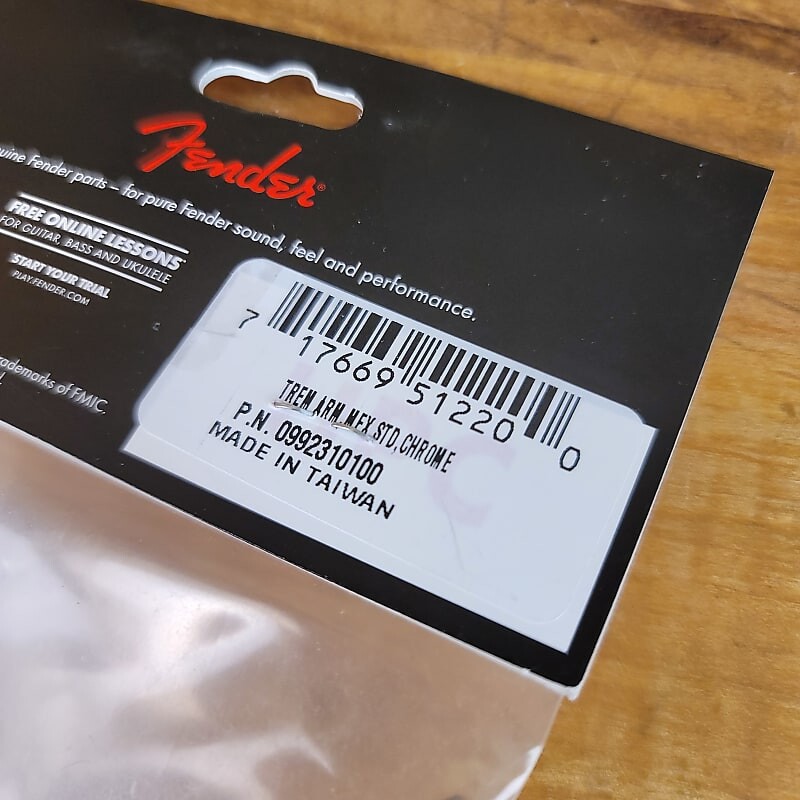 Fender®
Fender parts – for pure Fender sound, feel and performance.
FREE ONLINE LESSONS
FOR GUITAR, BASS AND UKULELE
START YOUR TRIAL
PLAY.FENDER.COM
of FMIC.
7 17669 51220 0
TREM ARM,MEX STD,CHROME
P.N. 0992310100
MADE IN TAIWAN